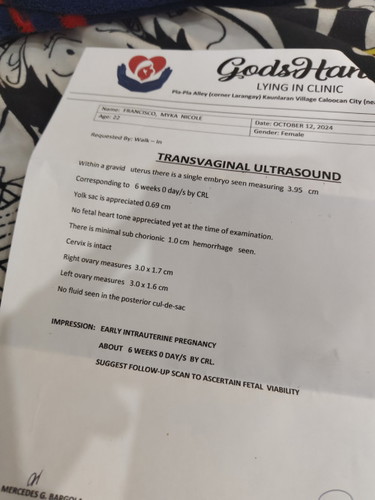 GodsHan
LYING IN CLINIC
Pla-Pla Alley (corner Larangay) Kaunlaran Village Caloocan City (nea
Name: FRANCISCO, MYKA NICOLE
Date: OCTOBER 12, 2024
Age: 22
Gender: Female
Requested By: Walk – In
TRANSVAGINAL ULTRASOUND
Within a gravid uterus there is a single embryo seen measuring 3.95 cm
Corresponding to 6 weeks 0 day/s by CRL
Yolk sac is appreciated 0.69 cm
No fetal heart tone appreciated yet at the time of examination.
There is minimal sub chorionic 1.0 cm hemorrhage seen.
Cervix is intact
Right ovary measures 3.0 x 1.7 cm
Left ovary measures 3.0 x 1.6 cm
No fluid seen in the posterior cul-de-sac
IMPRESSION: EARLY INTRAUTERINE PREGNANCY
ABOUT 6 WEEKS 0 DAY/S BY CRL.
SUGGEST FOLLOW-UP SCAN TO ASCERTAIN FETAL VIABILITY
MERCEDES G.